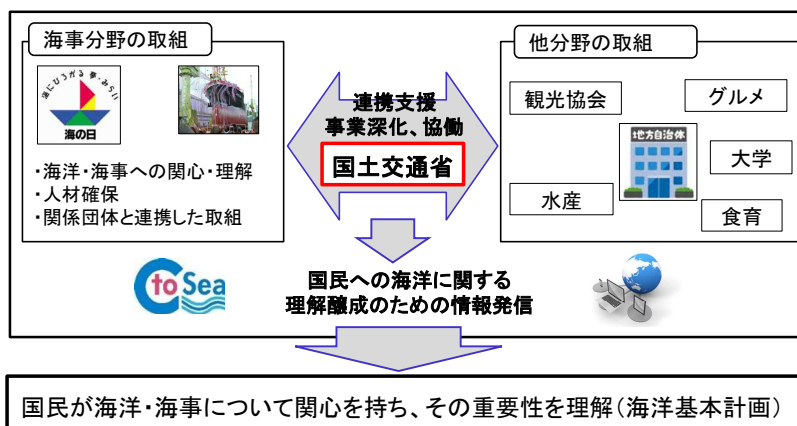 海事分野の取組
海にひろがる夢・みらい
海の日
・海洋・海事への関心・理解
・人材確保
・関係団体と連携した取組
連携支援
事業深化、協働
国土交通省
他分野の取組
観光協会
グルメ
地方自治体
大学
水産
食育
C to Sea
国民への海洋に関する
理解醸成のための情報発信
国民が海洋・海事について関心を持ち、その重要性を理解(海洋基本計画)